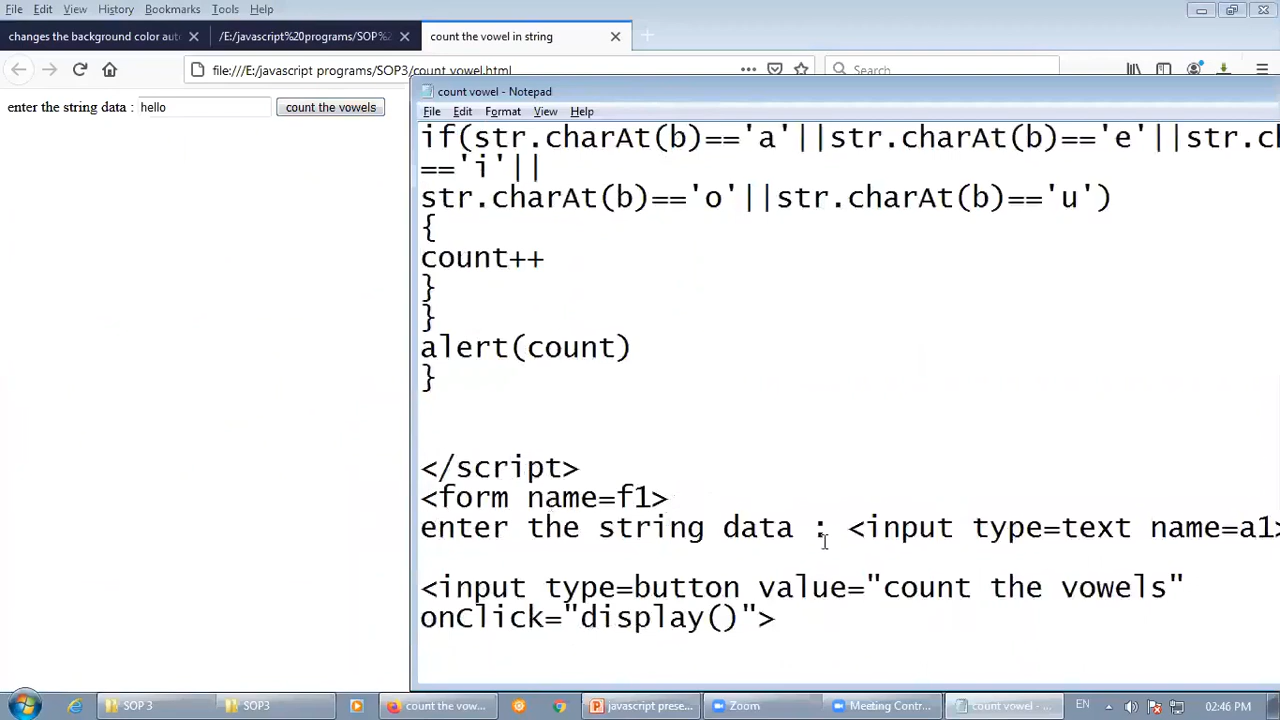 File Edit View History Bookmarks Tools Help
changes the background color aut
/E:/javascript%20programs/SOP%
count the vowel in string
file:///E:/javascript programs/SOP3/count vowel.html
Search
enter the string data : hello count the vowels
count vowel - Notepad
File Edit Format View Help
if(str.charAt(b)=='a'||str.charAt(b)=='e'||str.c
=='i'||
str.charAt(b)=='o'||str.charAt(b)=='u')
{
count++
}
}
alert(count)
}
</script>
<form name=f1>
enter the string data : <input type=text name=a1>
<input type=button value="count the vowels"
onClick="display()">
SOP 3
SOP3
count the vow...
javascript prese...
Zoom
Meeting Contr...
count vowel - ...
EN
02:46 PM